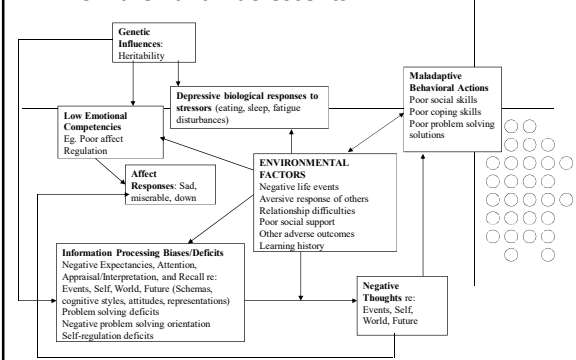 Genetic
Influences:
Heritability
Depressive biological responses to
stressors (eating, sleep, fatigue
disturbances)
Maladaptive
Behavioral Actions
Poor social skills
Poor coping skills
Poor problem solving
solutions
Low Emotional
Competencies
Eg. Poor affect
Regulation
Affect
Responses: Sad,
miserable, down
ENVIRONMENTAL
FACTORS
Negative life events
Aversive response of others
Relationship difficulties
Poor social support
Other adverse outcomes
Learning history
Information Processing Biases/Deficits
Negative Expectancies, Attention,
Appraisal/Interpretation, and Recall re:
Events, Self, World, Future (Schemas,
cognitive styles, attitudes, representations)
Problem solving deficits
Negative problem solving orientation
Self-regulation deficits
Negative
Thoughts re:
Events, Self,
World, Future